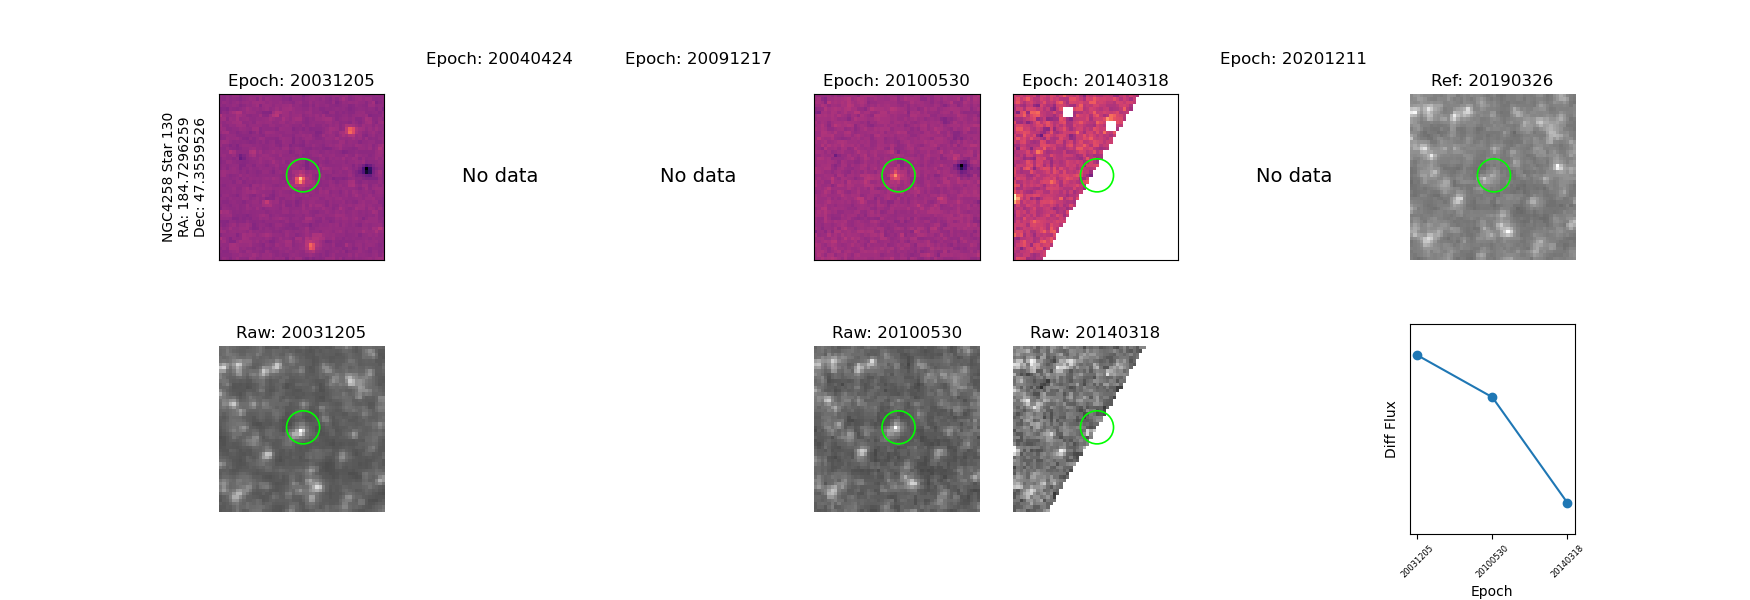 Epoch: 20040424
Epoch: 20091217
Epoch: 20201211
Epoch: 20031205
Epoch: 20100530
Epoch: 20140318
Ref: 20190326
NGC4258 Star 130
RA: 184.7296259
Dec: 47.3559526
No data
No data
No data
Raw: 20031205
Raw: 20100530
Raw: 20140318
Diff Flux
20031205
20100530
20140318
Epoch